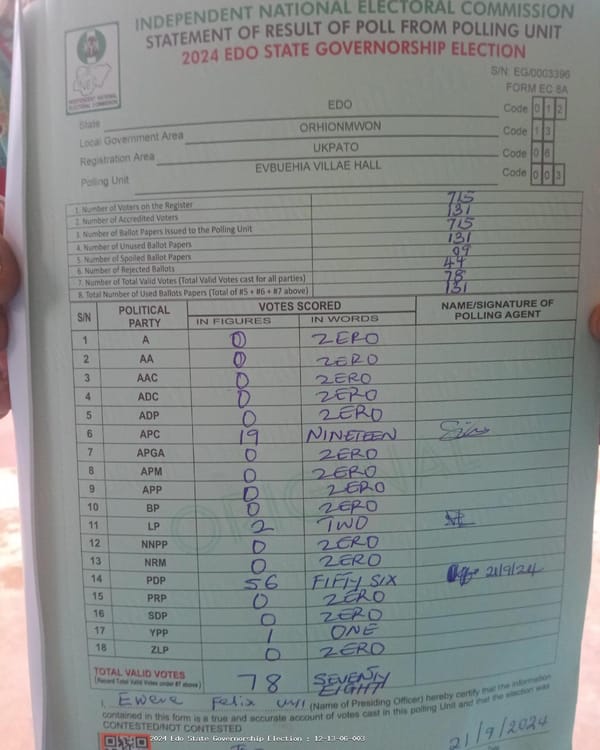 INDEPENDENT NATIONAL ELECTORAL COMMISSION
STATEMENT OF RESULT OF POLL FROM POLLING UNIT
2024 EDO STATE GOVERNORSHIP ELECTION
INEC
INDEPENDENT NATIONAL
ELECTORAL COMMISSION
S/N: EG/0003396
FORM EC 8A
State EDO Code 0 1 2
Local Government Area ORHIONMWON Code 1 3
Registration Area UKPATO Code 0 6
Polling Unit EVBUEHIA VILLAE HALL Code 0 0 3
1. Number of Voters on the Register 715
2. Number of Accredited Voters 131
3. Number of Ballot Papers Issued to the Polling Unit 715
4. Number of Unused Ballot Papers 131
5. Number of Spoiled Ballot Papers 09
6. Number of Rejected Ballots 44
7. Number of Total Valid Votes (Total Valid Votes cast for all parties) 78
8. Total Number of Used Ballots Papers (Total of #5 + #6 + #7 above) 131
S/N POLITICAL PARTY VOTES SCORED NAME/SIGNATURE OF POLLING AGENT
IN FIGURES IN WORDS
1 A 0 ZERO
2 AA 0 ZERO
3 AAC 0 ZERO
4 ADC 0 ZERO
5 ADP 0 ZERO
6 APC 19 NINETEEN
7 APGA 0 ZERO
8 APM 0 ZERO
9 APP 0 ZERO
10 BP 0 ZERO
11 LP 2 TWO
12 NNPP 0 ZERO
13 NRM 0 ZERO
14 PDP 56 FIFTY SIX 21/9/24
15 PRP 0 ZERO
16 SDP 0 ZERO
17 YPP 1 ONE
18 ZLP 0 ZERO
ORIGINAL
TOTAL VALID VOTES 78 SEVENTY EIGHT
(Record Total Valid Votes under #7 above)
I, Felix (Name of Presiding Officer) hereby certify that the information
contained in this form is a true and accurate account of votes cast in this polling Unit and that the election was
CONTESTED/NOT CONTESTED
21/9/2024
2024 Edo State Governorship Election : 12-13-06-003